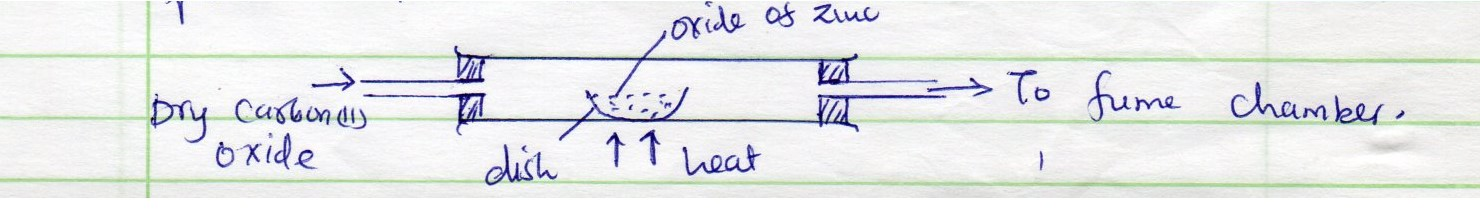 oxide of zinc
Dry Carbon(II) oxide
To fume chamber.
dish
heat